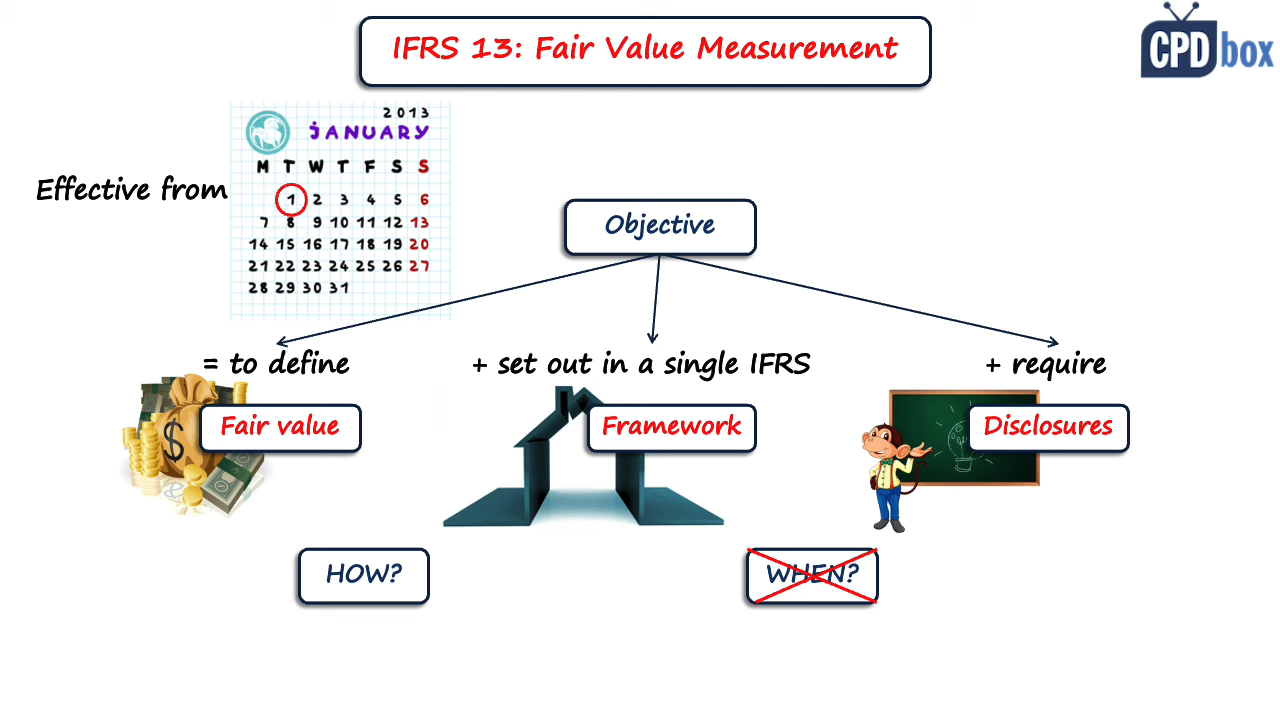 IFRS 13: Fair Value Measurement
CPD box
2013
JANUARY
M T W T F S S
Effective from
1 2 3 4 5 6
7 8 9 10 11 12 13
14 15 16 17 18 19 20
21 22 23 24 25 26 27
28 29 30 31
Objective
= to define
+ set out in a single IFRS
+ require
Fair value
Framework
Disclosures
$
HOW?
WHEN?